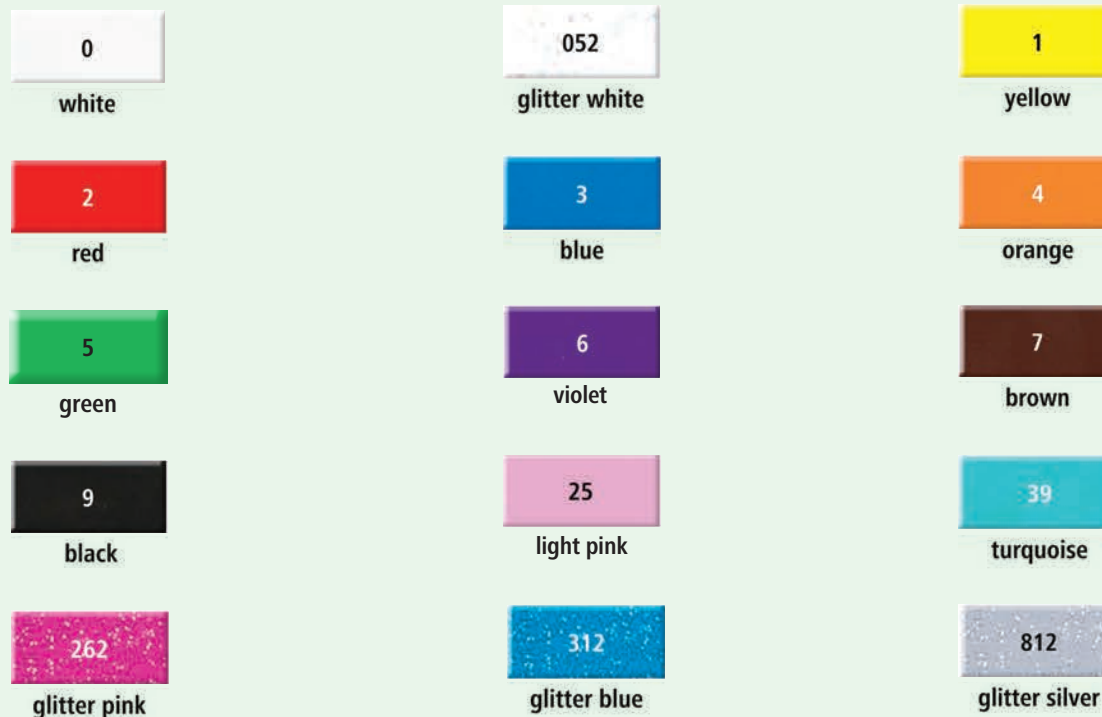 0
white
052
glitter white
1
yellow
2
red
3
blue
4
orange
5
green
6
violet
7
brown
9
black
25
light pink
39
turquoise
262
glitter pink
312
glitter blue
812
glitter silver